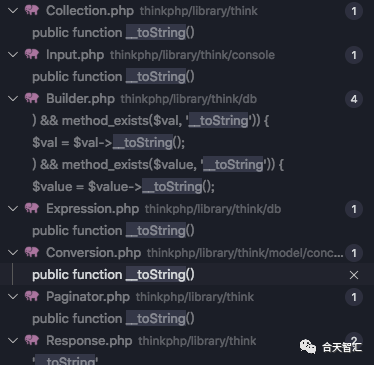 Collection.php thinkphp/library/think 1
public function __toString()
Input.php thinkphp/library/think/console 1
public function __toString()
Builder.php thinkphp/library/think/db 4
) && method_exists($val, '__toString')) {
$val = $val->__toString();
) && method_exists($value, '__toString')) {
$value = $value->__toString();
Expression.php thinkphp/library/think/db 1
public function __toString()
Conversion.php thinkphp/library/think/model/conc... 1
public function __toString()
Paginator.php thinkphp/library/think 1
public function __toString()
Response.php thinkphp/library/think 2
'__toString'
合天智汇